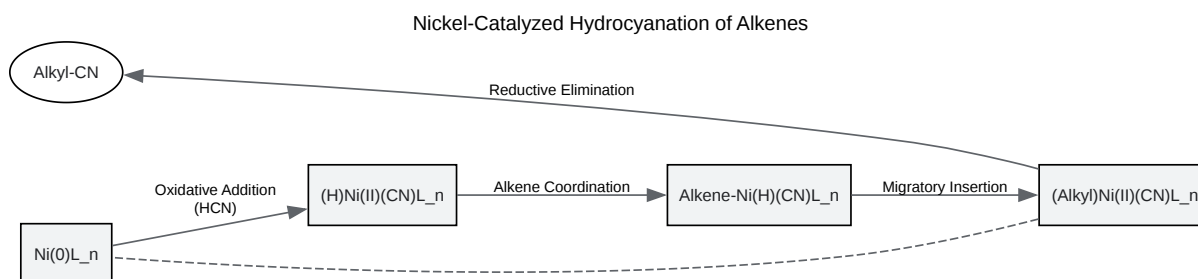 Nickel-Catalyzed Hydrocyanation of Alkenes
Alkyl-CN
Reductive Elimination
Oxidative Addition
(HCN)
(H)Ni(II)(CN)L_n
Alkene Coordination
Alkene-Ni(H)(CN)L_n
Migratory Insertion
(Alkyl)Ni(II)(CN)L_n
Ni(0)L_n